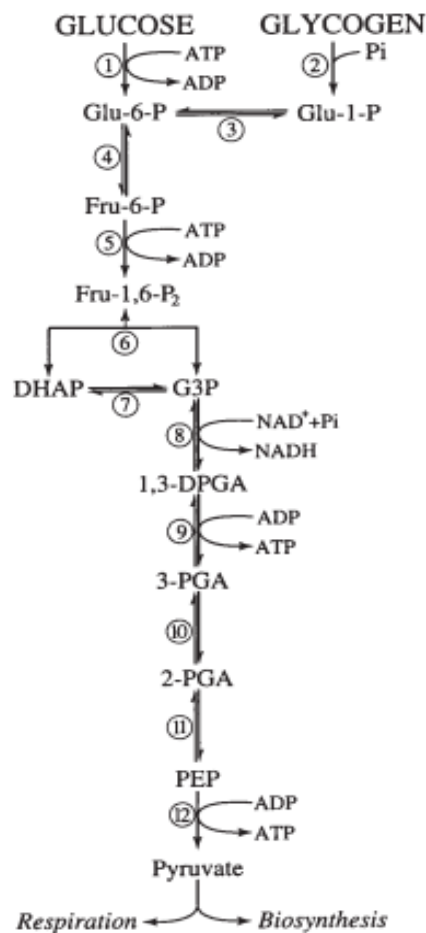 GLUCOSE GLYCOGEN
① ATP ADP ② Pi
Glu-6-P ③ Glu-1-P
④
Fru-6-P
⑤ ATP ADP
Fru-1,6-P₂
⑥
DHAP ⑦ G3P
⑧ NAD⁺+Pi NADH
1,3-DPGA
⑨ ADP ATP
3-PGA
⑩
2-PGA
⑪
PEP
⑫ ADP ATP
Pyruvate
Respiration Biosynthesis